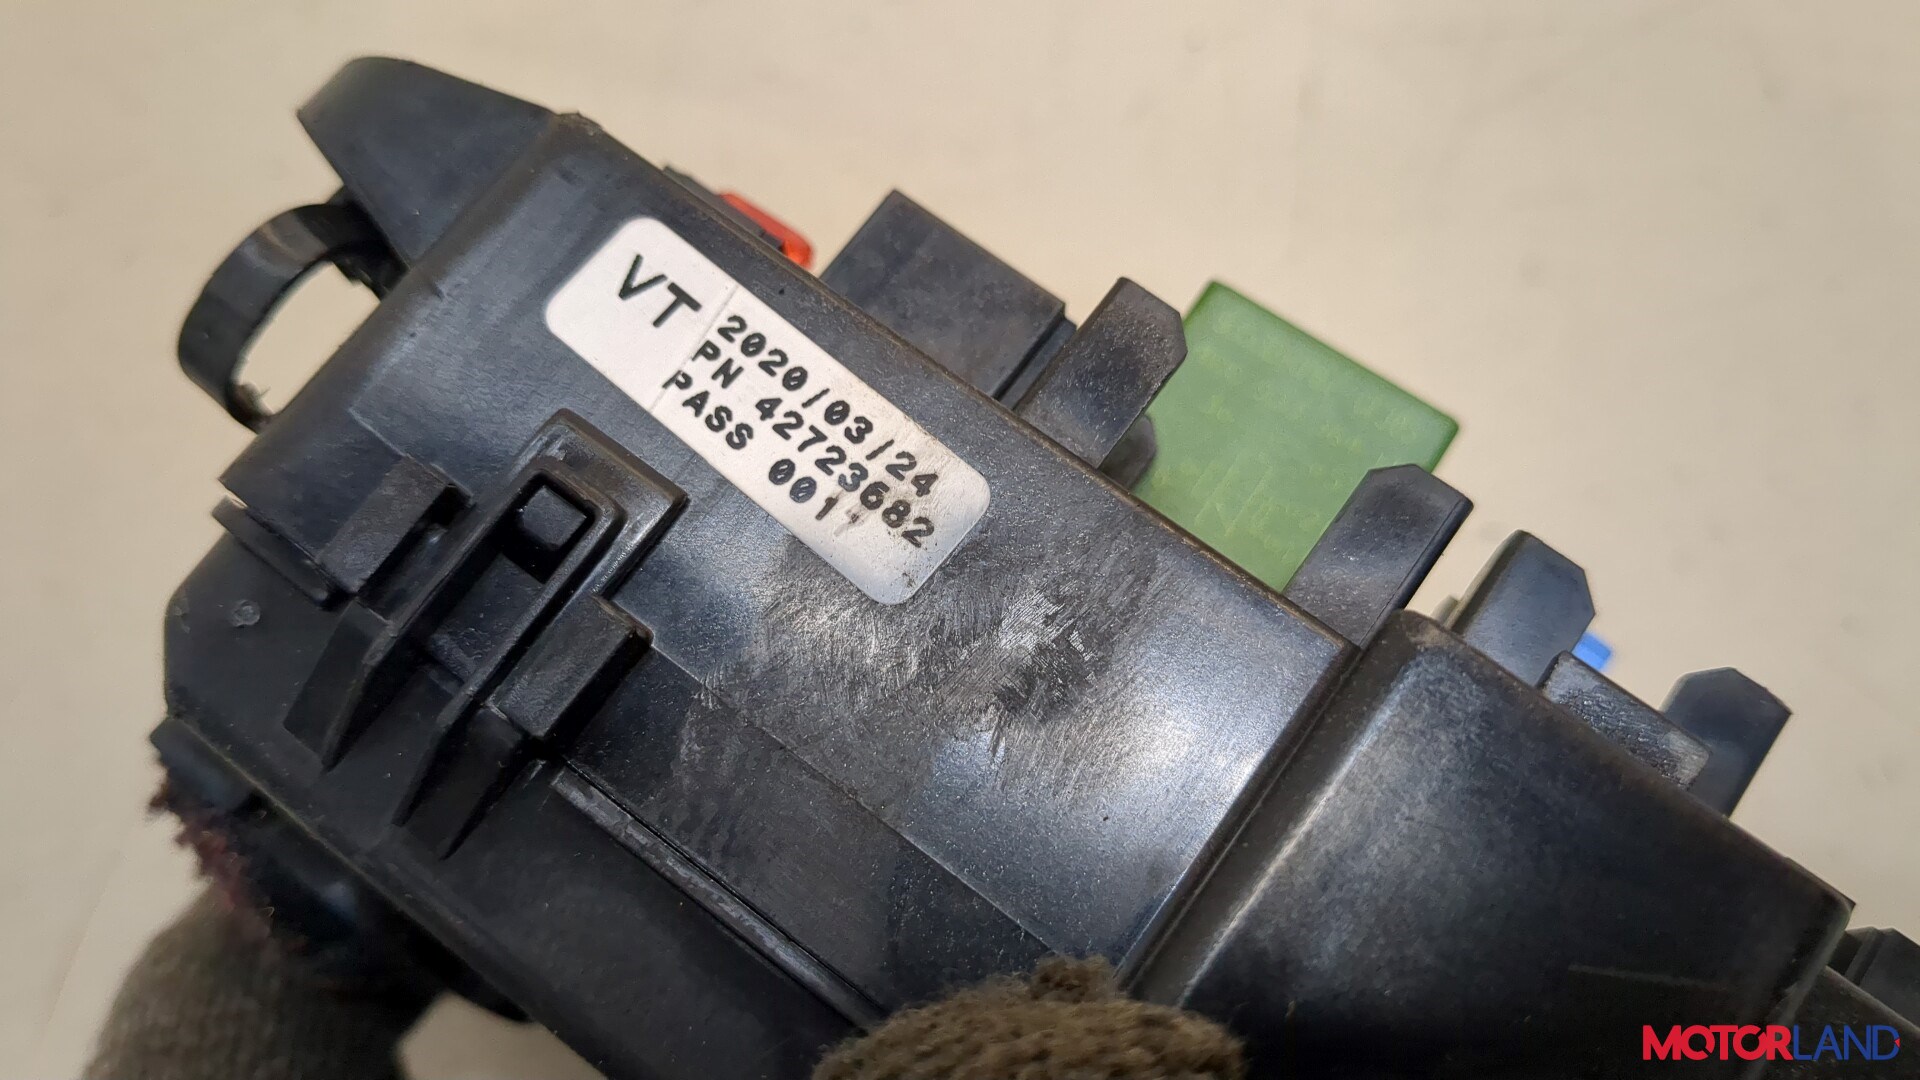 VT
2020/03/24
PN 42723682
PASS 001
MOTORLAND